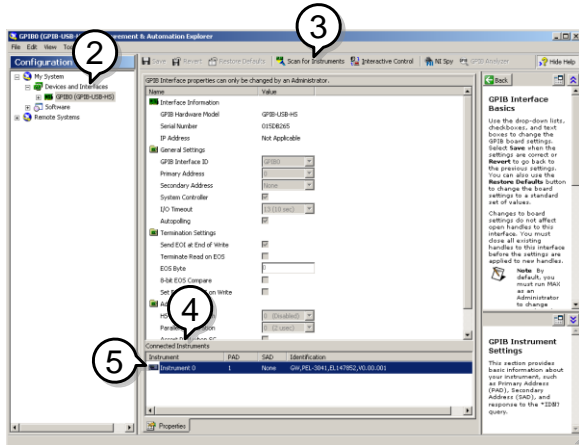 GPIB0 (GPIB-USB-HS) & Automation Explorer
File Edit View
Save Revert Restore Defaults Scan for Instruments Interactive Control NI Spy GPIB Analyzer Hide Help
3
2
Configuration
My System
Devices and Interfaces
GPIB0 (GPIB-USB-HS)
Software
Remote Systems
GPIB Interface properties can only be changed by an Administrator.
Name Value
Interface Information
GPIB Hardware Model GPIB-USB-HS
Serial Number 015DB265
IP Address Not Applicable
General Settings
GPIB Interface ID GPIB0
Primary Address 0
Secondary Address None
System Controller
I/O Timeout 13 (10 sec)
Autopolling
Termination Settings
Send EOI at End of Write
Terminate Read on EOS
EOS Byte 0
8-bit EOS Compare
on Write
0 (Disabled)
0 (2 usec)
4
Connected Instruments
5
Instrument PAD SAD Identification
Instrument 0 1 None GW,PEL-3041,EL147852,V0.00.001
Properties
Back
GPIB Interface
Basics
Use the drop-down lists,
checkboxes, and text
boxes to change the
GPIB board settings.
Select Save when the
settings are correct or
Revert to go back to
the previous settings.
You can also use the
Restore Defaults button
to change the board
settings to a standard
set of values.
Changes to board
settings do not affect
open handles to this
interface. You must
close all existing
handles to this interface
before the settings are
applied to new handles.
Note By
default, you
must run MAX
as an
Administrator
to change
GPIB Instrument
Settings
This section provides
basic information about
your instrument, such
as Primary Address
(PAD), Secondary
Address (SAD), and
response to the *IDN?
query.